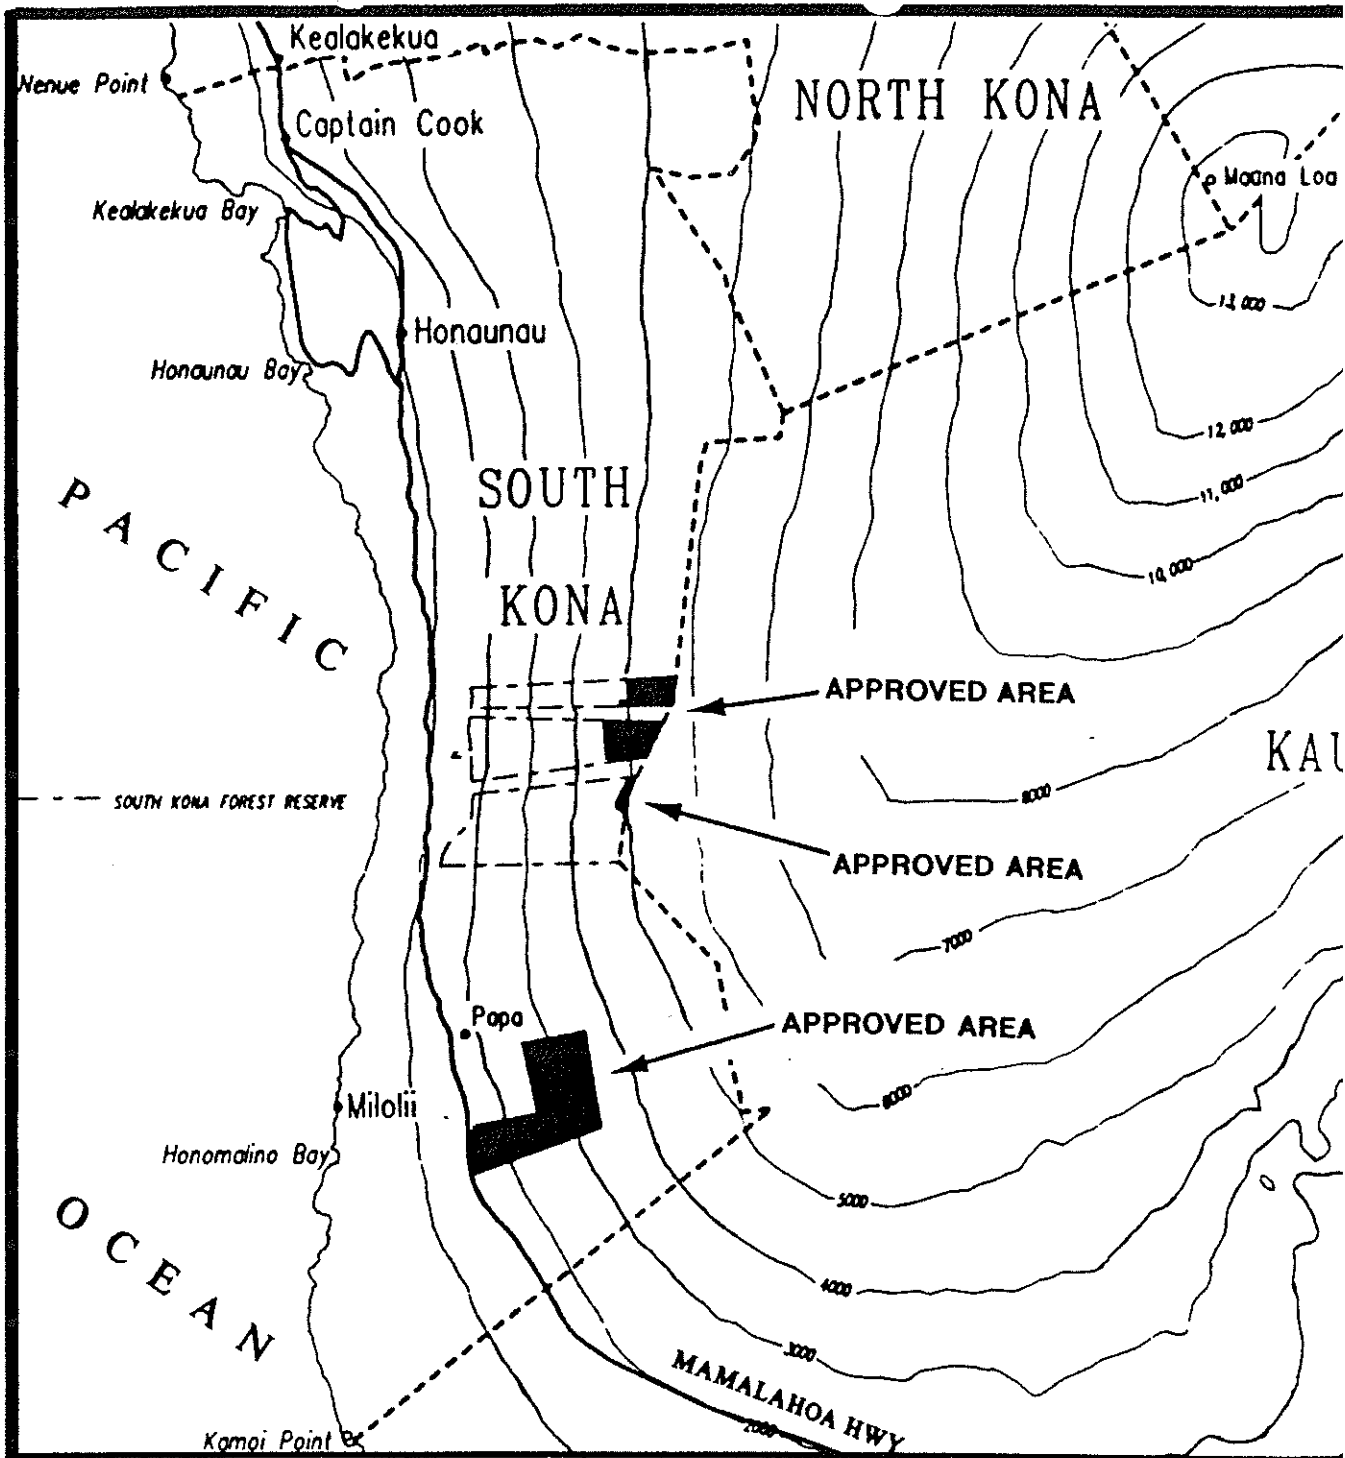 Kealakekua
Nenue Point
NORTH KONA
Captain Cook
Mauna Loa
Kealakekua Bay
13,000
Honaunau
Honaunau Bay
12,000
SOUTH
11,000
PACIFIC
10,000
KONA
APPROVED AREA
KAU
8000
SOUTH KONA FOREST RESERVE
APPROVED AREA
7000
Papa
APPROVED AREA
6000
Milolii
Honomalino Bay
5000
OCEAN
4000
3000
MAMALAHOA HWY
2000
Kamoi Point